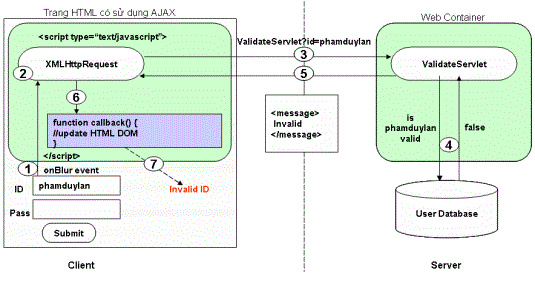 Trang HTML có sử dụng AJAX
Web Container
<script type="text/javascript">
ValidateServlet?id=phamduylan
3
2
XMLHttpRequest
ValidateServlet
5
6
function callback() {
//update HTML DOM
}
</script>
<message>
Invalid
</message>
is
phamduylan
valid
false
4
7
1
onBlur event
ID
phamduylan
Invalid ID
Pass
User Database
Submit
Client
Server